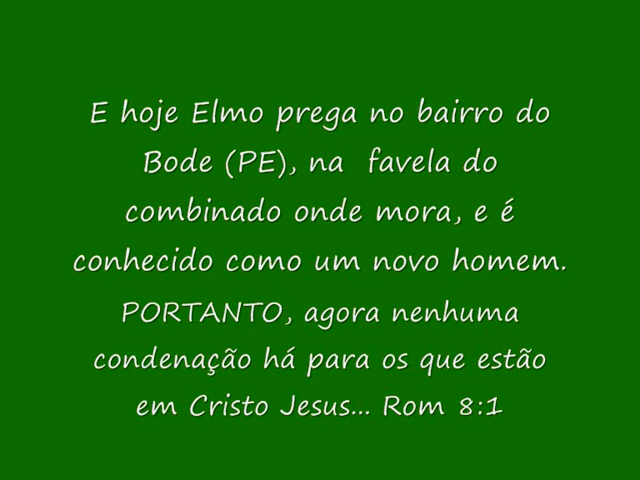 E hoje Elmo prega no bairro do
Bode (PE), na favela do
combinado onde mora, e é
conhecido como um novo homem.
PORTANTO, agora nenhuma
condenação há para os que estão
em Cristo Jesus... Rom 8:1